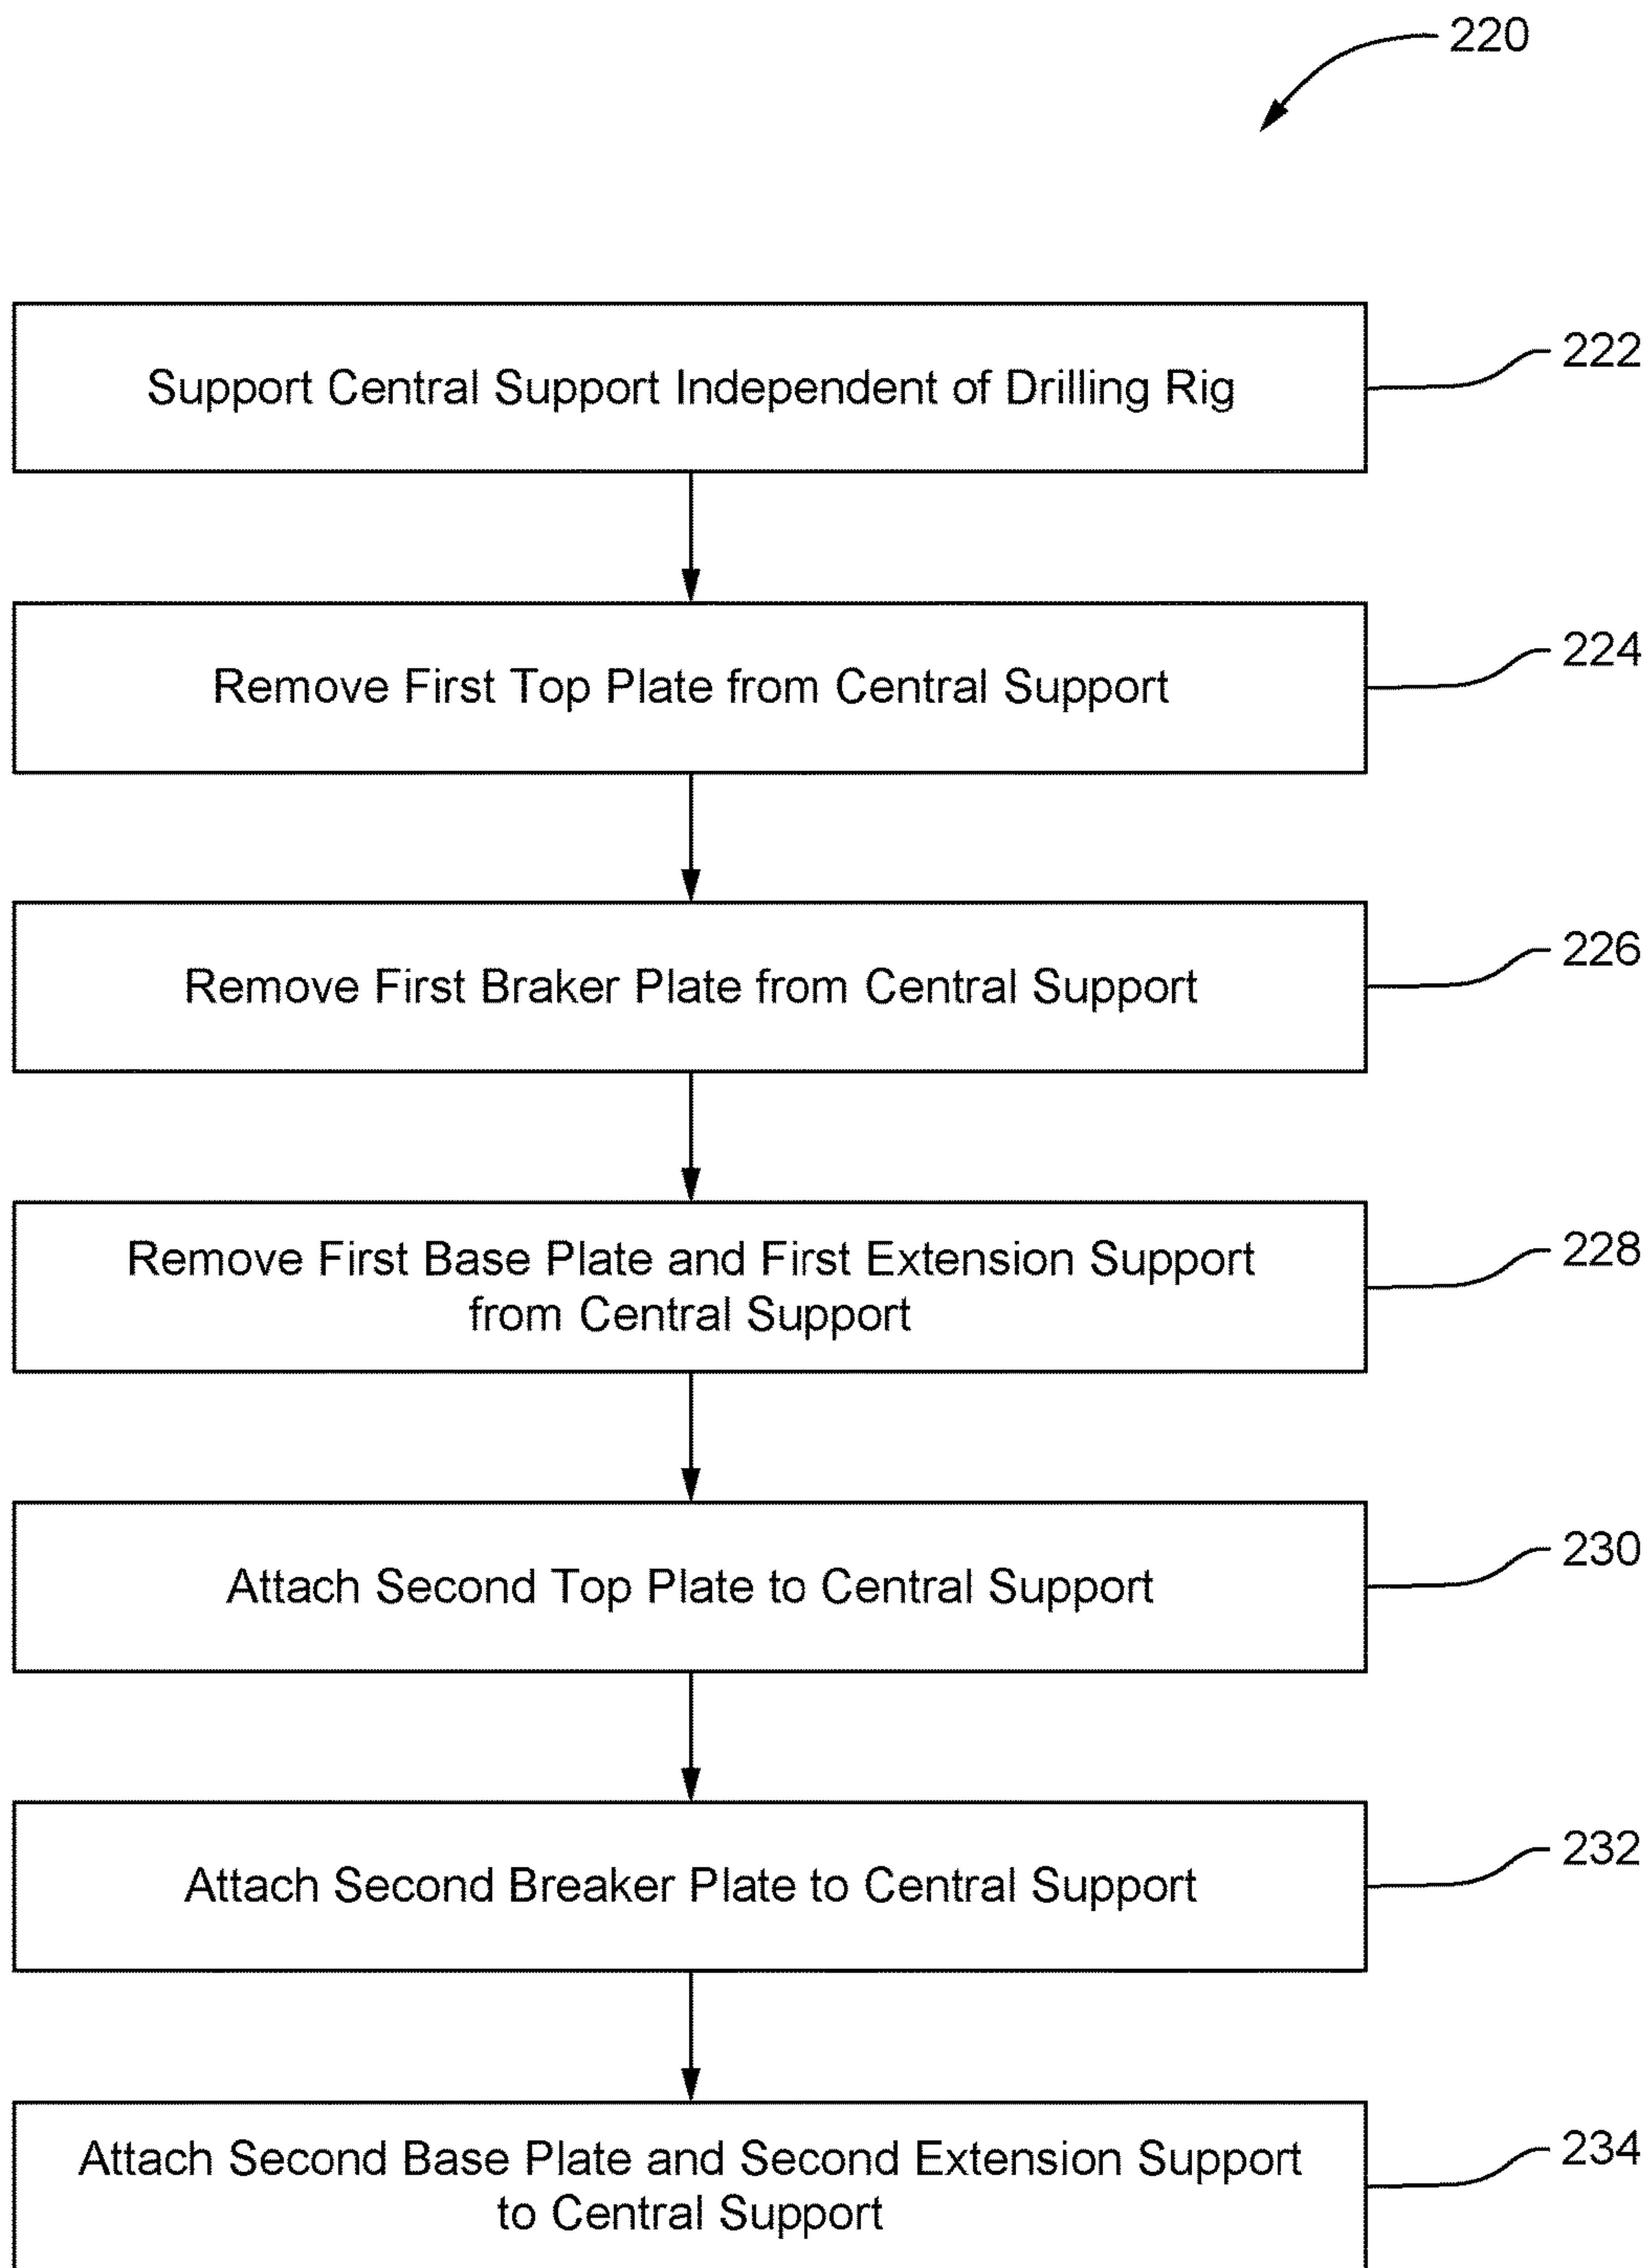 220
Support Central Support Independent of Drilling Rig
222
Remove First Top Plate from Central Support
224
Remove First Braker Plate from Central Support
226
Remove First Base Plate and First Extension Support
from Central Support
228
Attach Second Top Plate to Central Support
230
Attach Second Breaker Plate to Central Support
232
Attach Second Base Plate and Second Extension Support
to Central Support
234